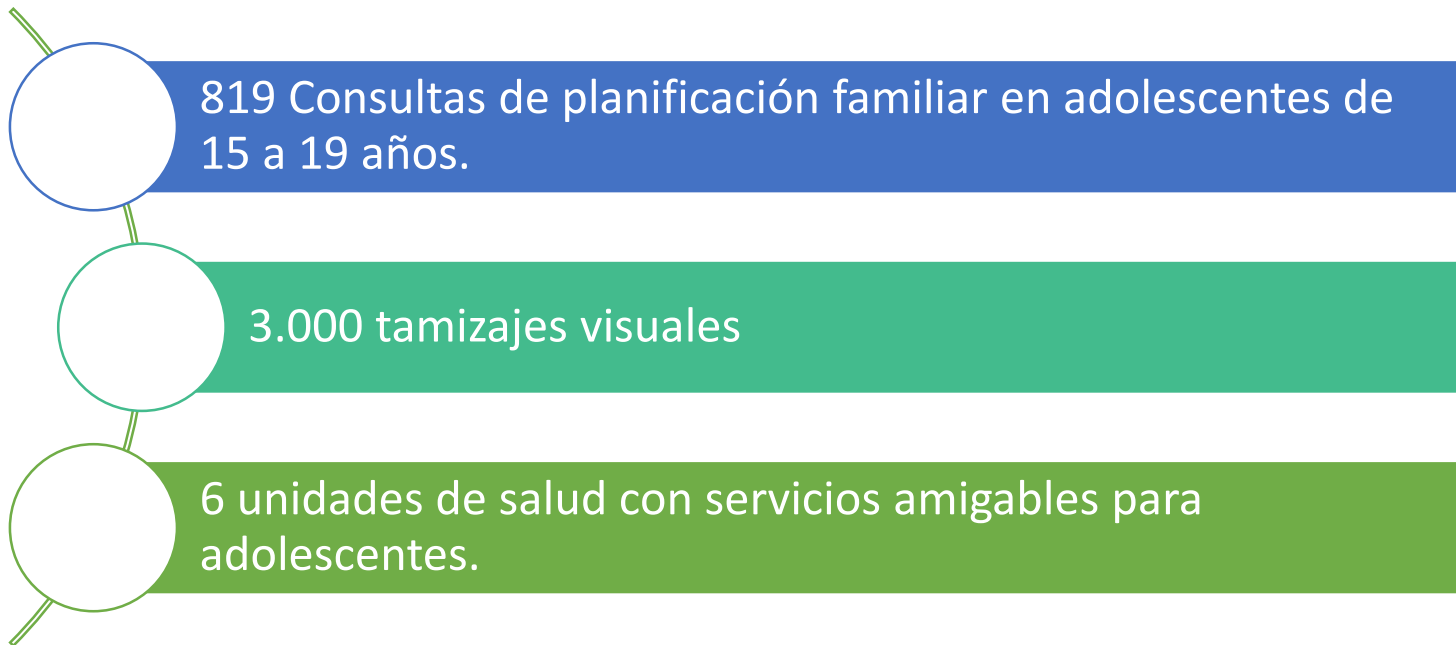 819 Consultas de planificación familiar en adolescentes de
15 a 19 años.
3.000 tamizajes visuales
6 unidades de salud con servicios amigables para
adolescentes.